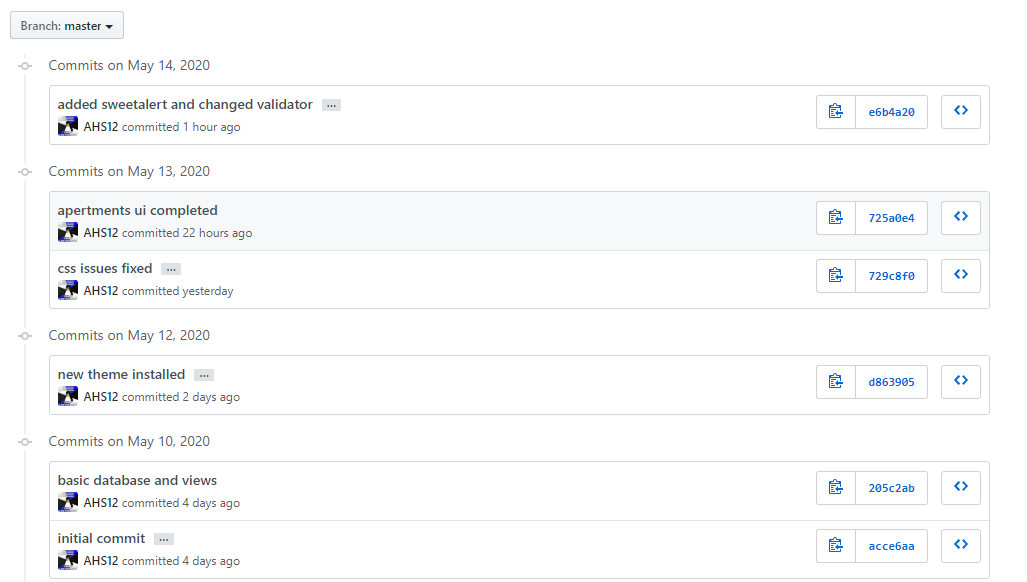 Branch: master
Commits on May 14, 2020
added sweetalert and changed validator ...
AHS12 committed 1 hour ago
e6b4a20
Commits on May 13, 2020
apertments ui completed
AHS12 committed 22 hours ago
725a0e4
css issues fixed ...
AHS12 committed yesterday
729c8f0
Commits on May 12, 2020
new theme installed ...
AHS12 committed 2 days ago
d863905
Commits on May 10, 2020
basic database and views
AHS12 committed 4 days ago
205c2ab
initial commit ...
AHS12 committed 4 days ago
acce6aa